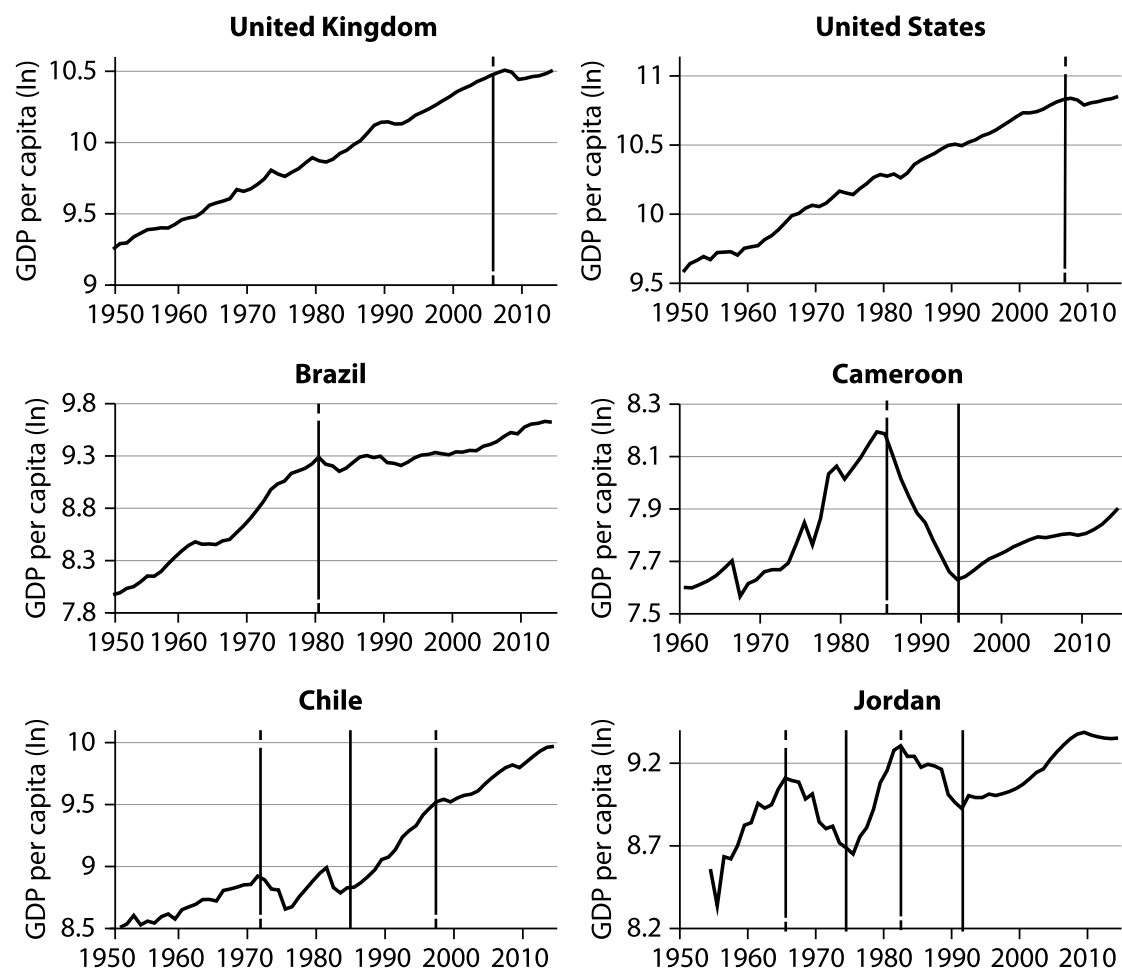 United Kingdom
GDP per capita (ln)
10.5
10
9.5
9
1950 1960 1970 1980 1990 2000 2010
United States
GDP per capita (ln)
11
10.5
10
9.5
1950 1960 1970 1980 1990 2000 2010
Brazil
GDP per capita (ln)
9.8
9.3
8.8
8.3
7.8
1950 1960 1970 1980 1990 2000 2010
Cameroon
GDP per capita (ln)
8.3
8.1
7.9
7.7
7.5
1960 1970 1980 1990 2000 2010
Chile
GDP per capita (ln)
10
9.5
9
8.5
1950 1960 1970 1980 1990 2000 2010
Jordan
GDP per capita (ln)
9.2
8.7
8.2
1950 1960 1970 1980 1990 2000 2010